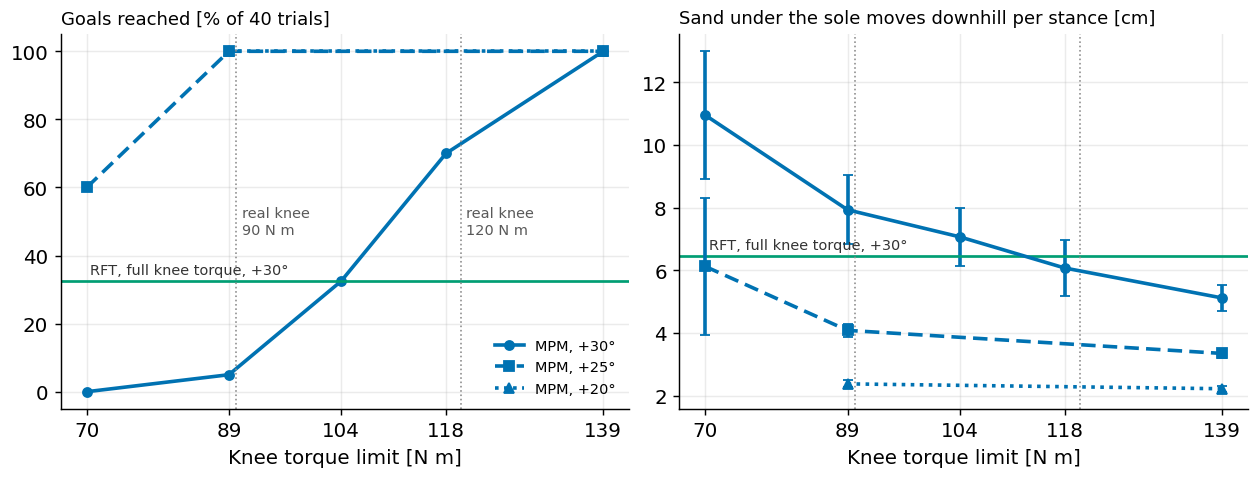 Goals reached [% of 40 trials]
100
80
60
40
20
0
real knee
90 N m
real knee
120 N m
RFT, full knee torque, +30°
MPM, +30°
MPM, +25°
MPM, +20°
70
89
104
118
139
Knee torque limit [N m]
Sand under the sole moves downhill per stance [cm]
12
10
8
6
4
2
RFT, full knee torque, +30°
70
89
104
118
139
Knee torque limit [N m]